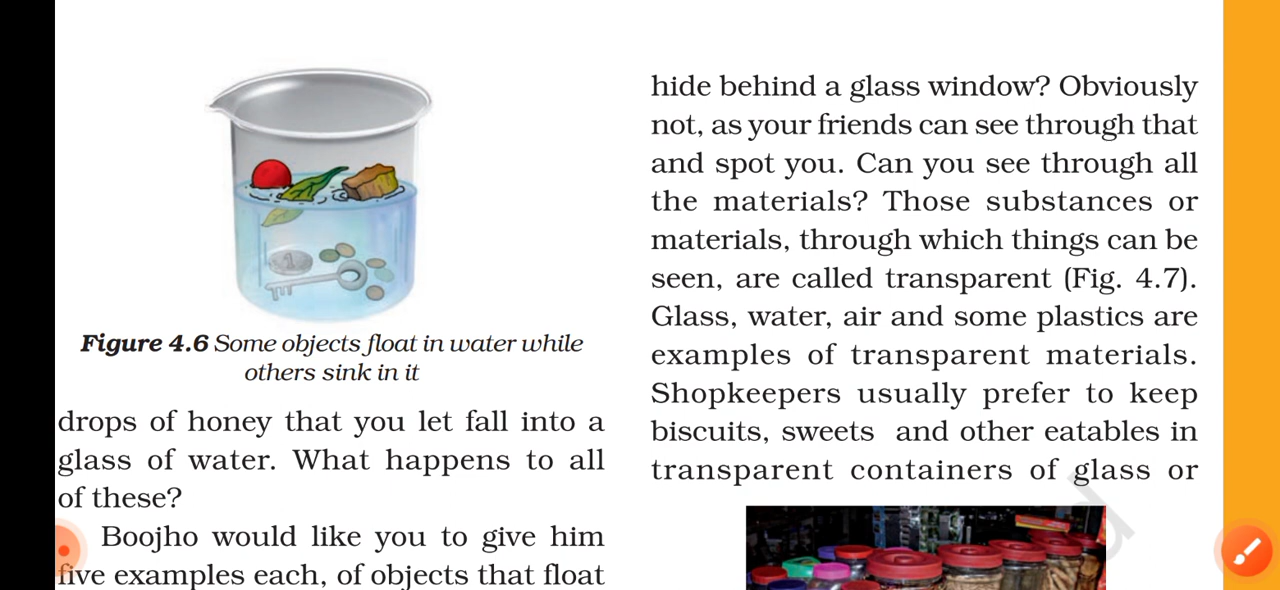 1
Figure 4.6 Some objects float in water while
others sink in it
drops of honey that you let fall into a
glass of water. What happens to all
of these?
Boojho would like you to give him
five examples each, of objects that float
hide behind a glass window? Obviously
not, as your friends can see through that
and spot you. Can you see through all
the materials? Those substances or
materials, through which things can be
seen, are called transparent (Fig. 4.7).
Glass, water, air and some plastics are
examples of transparent materials.
Shopkeepers usually prefer to keep
biscuits, sweets and other eatables in
transparent containers of glass or
d